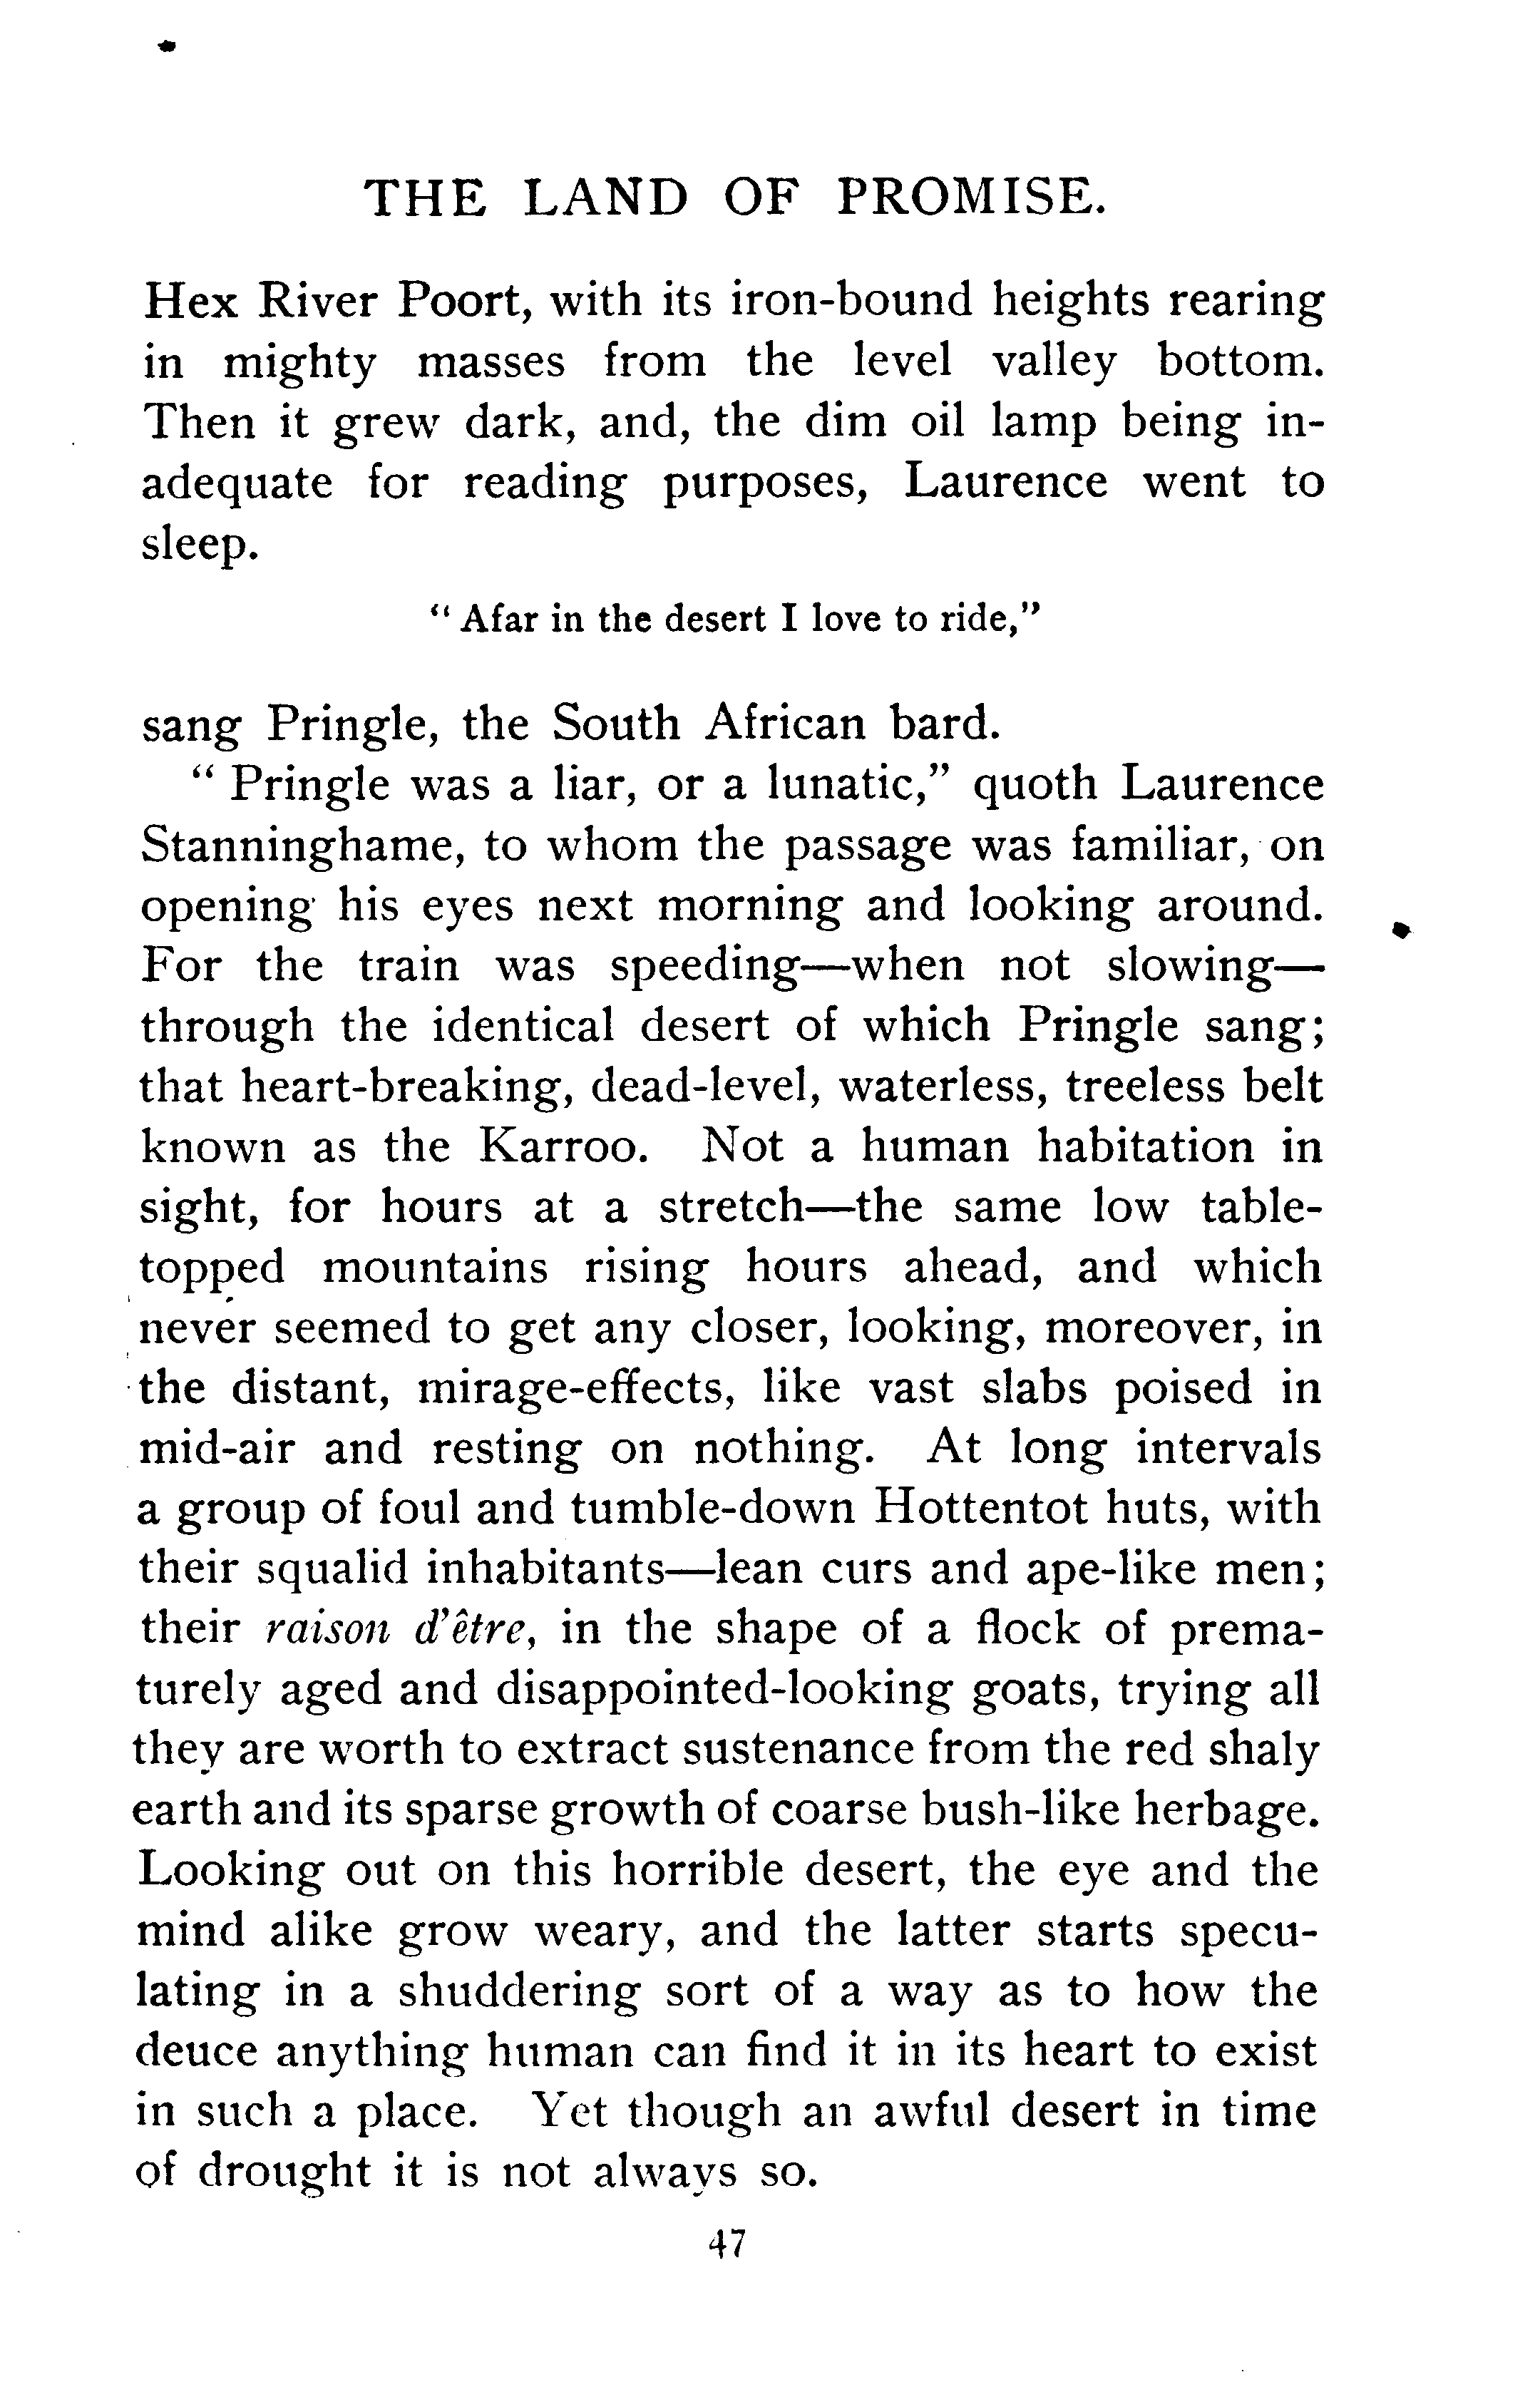 THE LAND OF PROMISE.
Hex River Poort, with its iron-bound heights rearing
in mighty masses from the level valley bottom.
Then it grew dark, and, the dim oil lamp being in-
adequate for reading purposes, Laurence went to
sleep.
“ Afar in the desert I love to ride,”
sang Pringle, the South African bard.
“ Pringle was a liar, or a lunatic,” quoth Laurence
Stanninghame, to whom the passage was familiar, on
opening his eyes next morning and looking around.
For the train was speeding—when not slowing—
through the identical desert of which Pringle sang;
that heart-breaking, dead-level, waterless, treeless belt
known as the Karroo. Not a human habitation in
sight, for hours at a stretch—the same low table-
topped mountains rising hours ahead, and which
never seemed to get any closer, looking, moreover, in
the distant, mirage-effects, like vast slabs poised in
mid-air and resting on nothing. At long intervals
a group of foul and tumble-down Hottentot huts, with
their squalid inhabitants—lean curs and ape-like men;
their raison d’être, in the shape of a flock of prema-
turely aged and disappointed-looking goats, trying all
they are worth to extract sustenance from the red shaly
earth and its sparse growth of coarse bush-like herbage.
Looking out on this horrible desert, the eye and the
mind alike grow weary, and the latter starts specu-
lating in a shuddering sort of a way as to how the
deuce anything human can find it in its heart to exist
in such a place. Yet though an awful desert in time
of drought it is not always so.
47